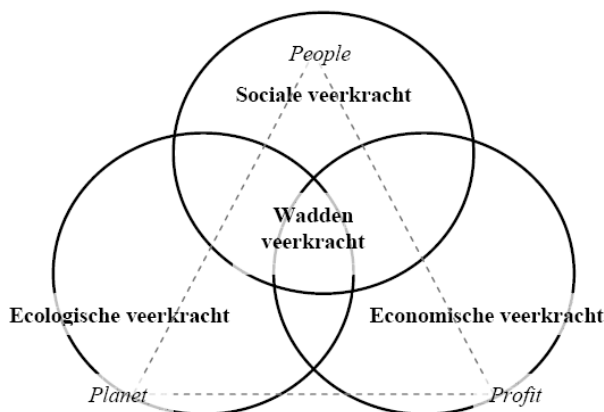 People
Sociale veerkracht
Wadden
veerkracht
Ecologische veerkracht
Economische veerkracht
Planet
Profit